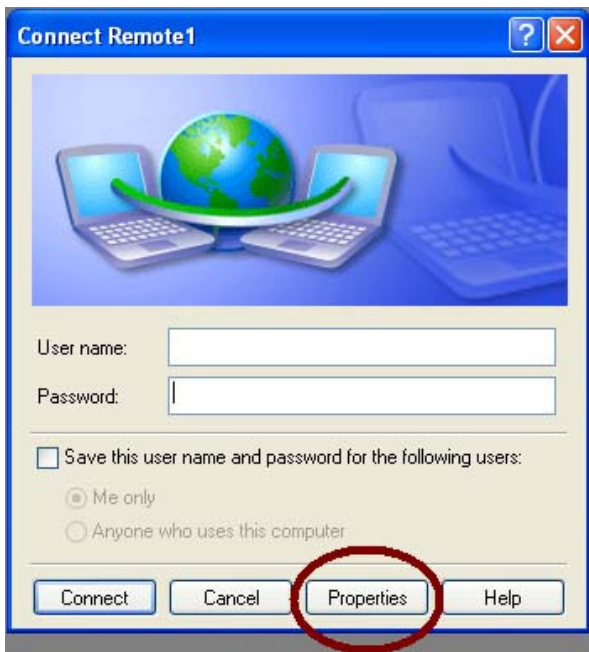 Connect Remote1
User name:
Password:
Save this user name and password for the following users:
Me only
Anyone who uses this computer
Connect Cancel Properties Help